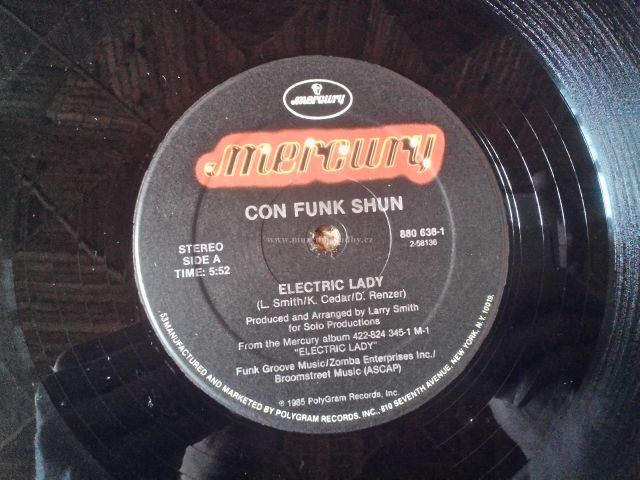 mercury
mercury
CON FUNK SHUN
STEREO
SIDE A
TIME: 5:52
880 636-1
2-58136
ELECTRIC LADY
(L. Smith/K. Cedar/D. Renzer)
Produced and Arranged by Larry Smith
for Solo Productions
From the Mercury album 422-824 345-1 M-1
"ELECTRIC LADY"
Funk Groove Music/Zomba Enterprises Inc./
Broomstreet Music (ASCAP)
℗ 1985 PolyGram Records, Inc.
53 MANUFACTURED AND MARKETED BY POLYGRAM RECORDS, INC., 810 SEVENTH AVENUE, NEW YORK, N.Y. 10019.